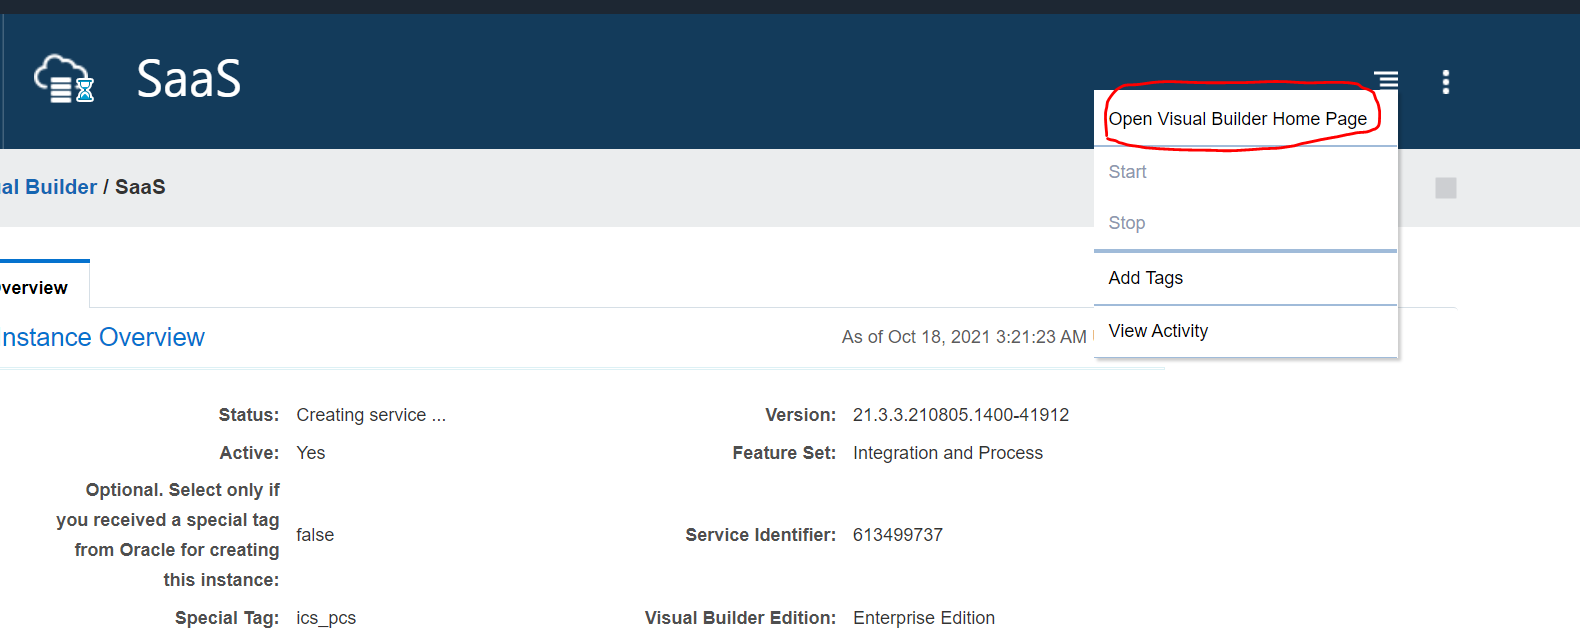 SaaS
Open Visual Builder Home Page
Start
Stop
Add Tags
View Activity
al Builder / SaaS
verview
nstance Overview
As of Oct 18, 2021 3:21:23 AM
Status: Creating service ...
Version: 21.3.3.210805.1400-41912
Active: Yes
Feature Set: Integration and Process
Optional. Select only if
you received a special tag
from Oracle for creating
this instance:
false
Service Identifier: 613499737
Special Tag: ics_pcs
Visual Builder Edition: Enterprise Edition